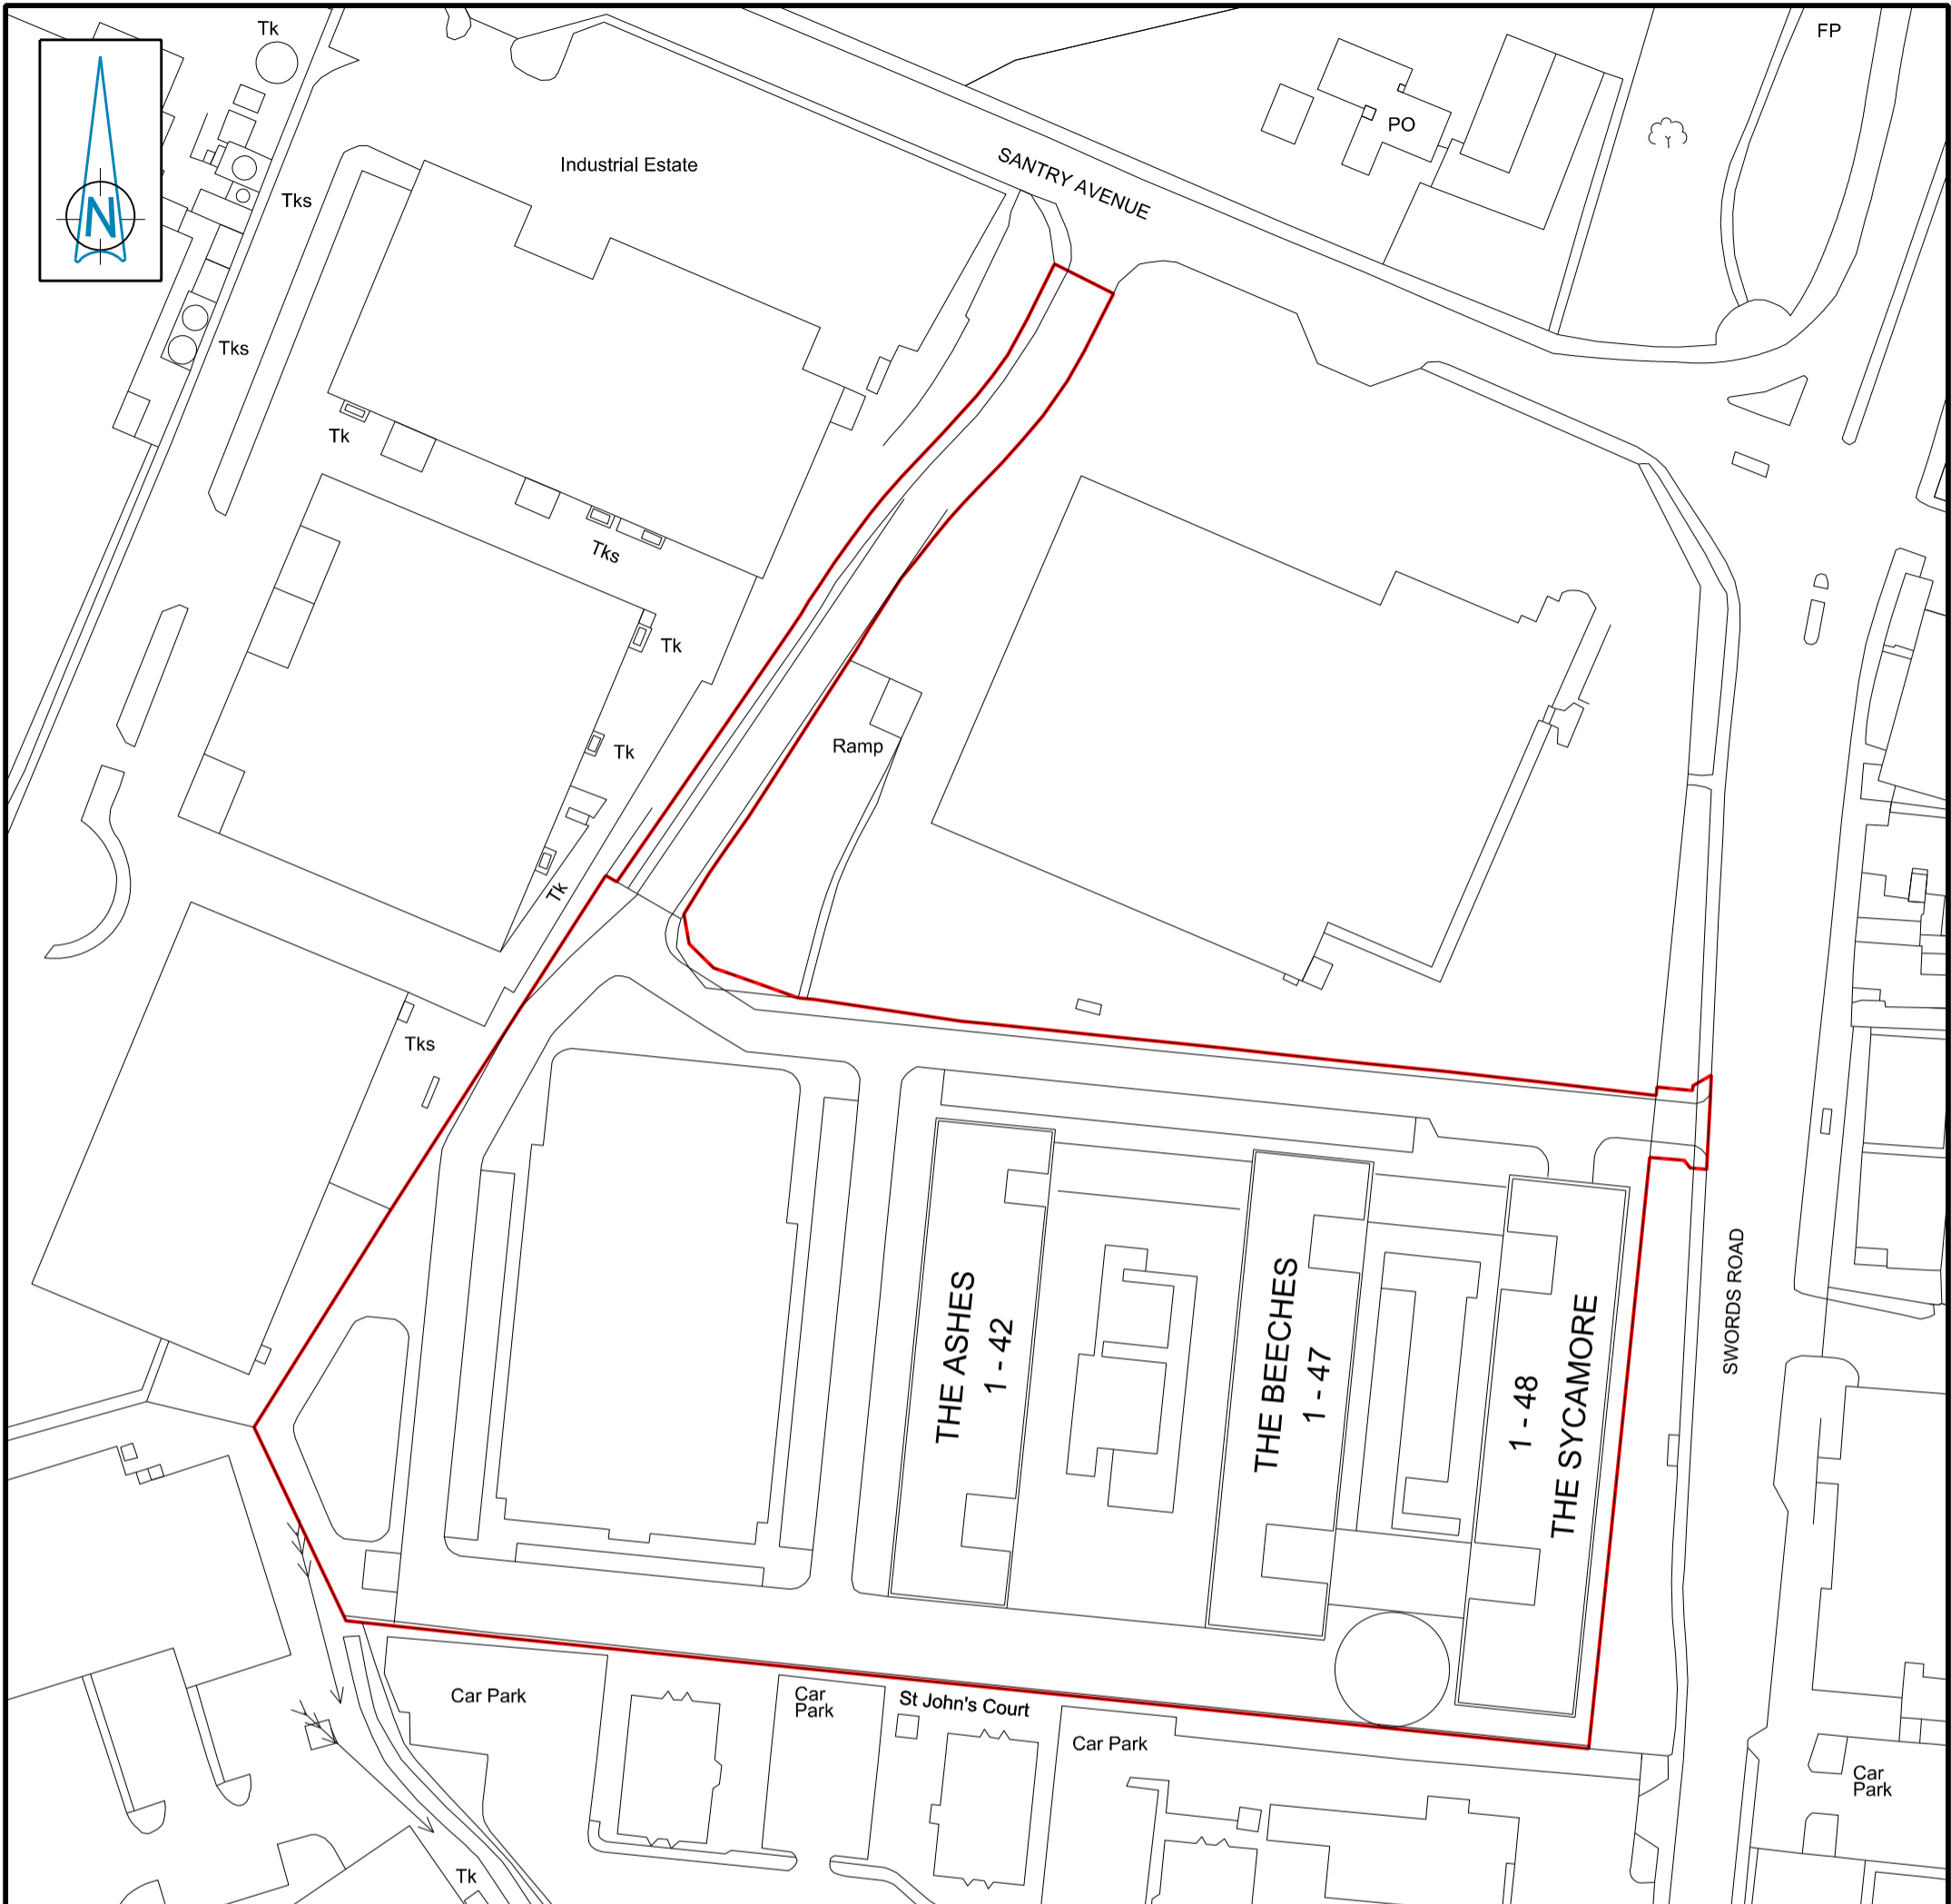 Tk
FP
N
PO
Industrial Estate
SANTRY AVENUE
Tks
Tks
Tk
Tks
Tk
Ramp
Tk
Tk
Tks
THE ASHES
1 - 42
THE BEECHES
1 - 47
1 - 48
THE SYCAMORE
SWORDS ROAD
Car Park
Car
Park
St John's Court
Car Park
Car
Park
Tk